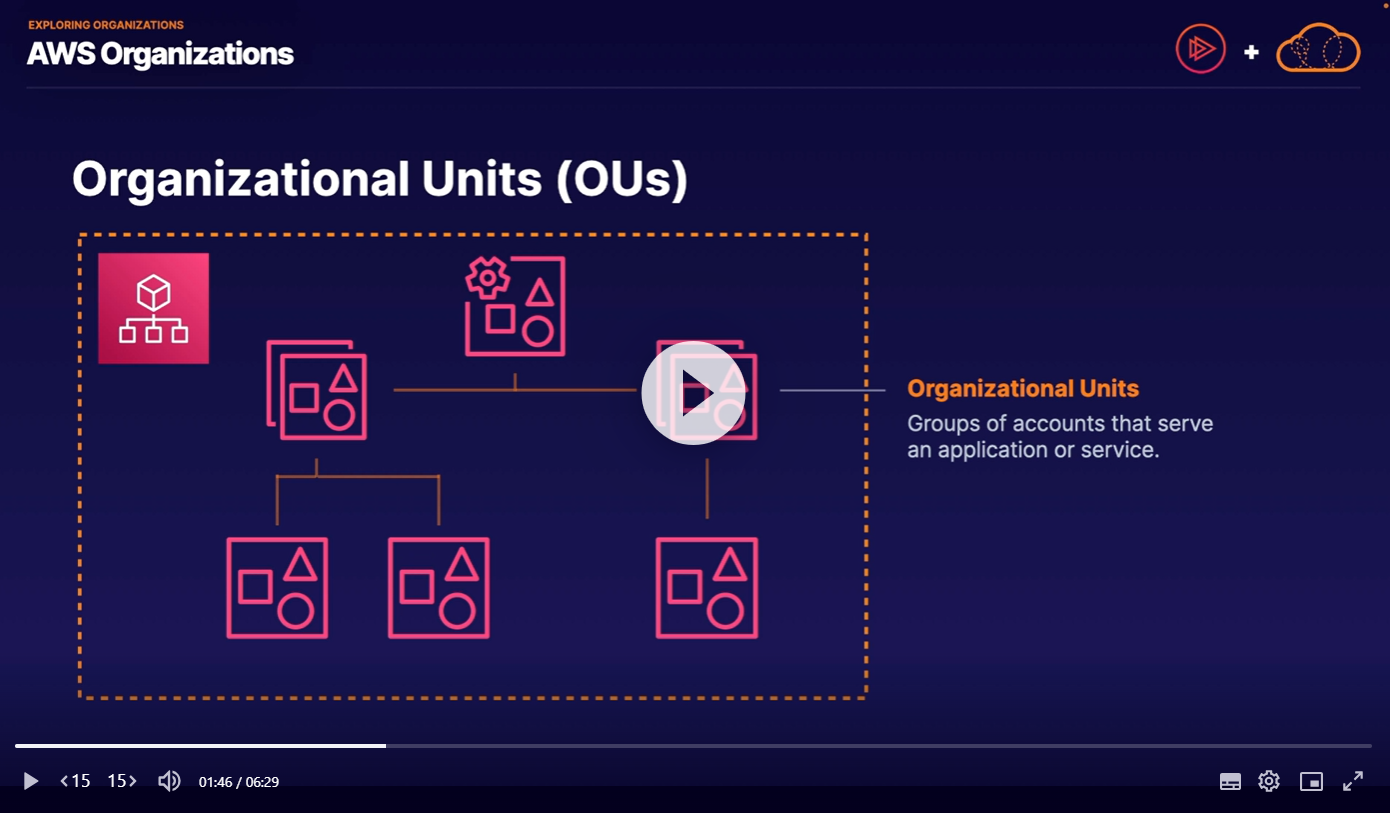 EXPLORING ORGANIZATIONS
AWS Organizations
+
Organizational Units (OUs)
Organizational Units
Groups of accounts that serve
an application or service.
<15 15> 01:46 / 06:29